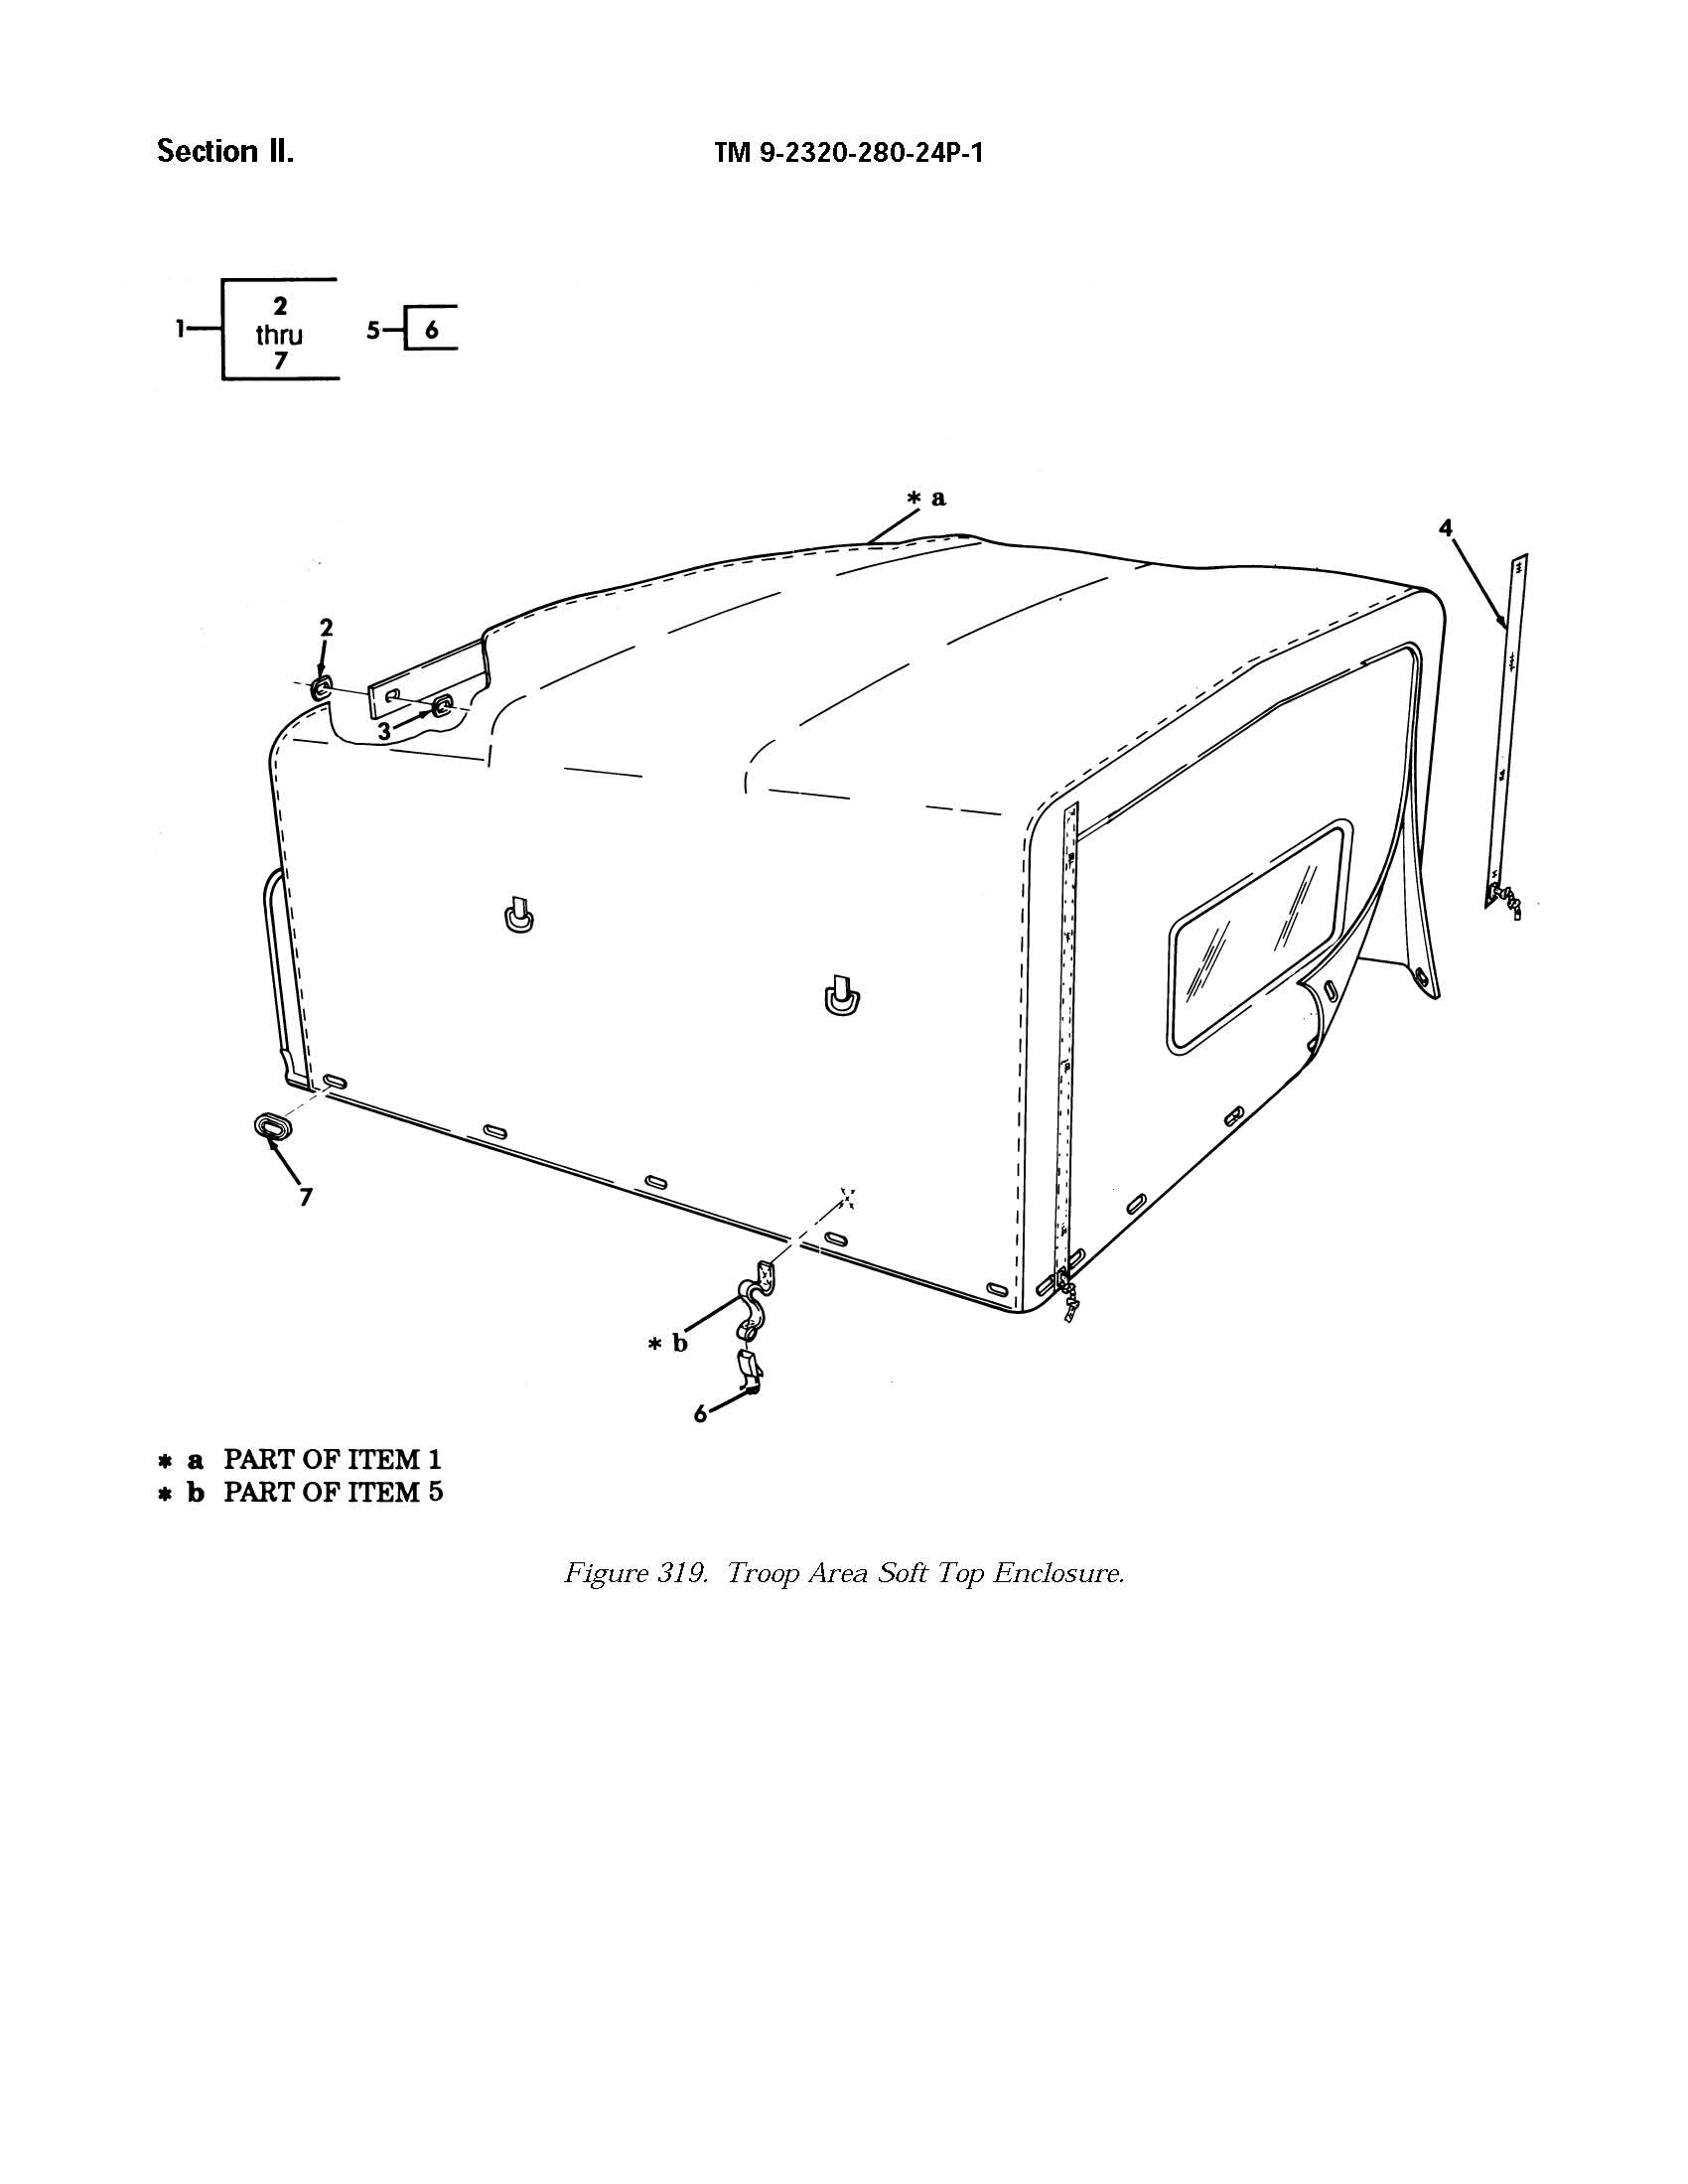 Section II.
TM 9-2320-280-24P-1
1
2
thru
7
5
6
* a
4
2
3
7
* b
6
* a PART OF ITEM 1
* b PART OF ITEM 5
Figure 319. Troop Area Soft Top Enclosure.